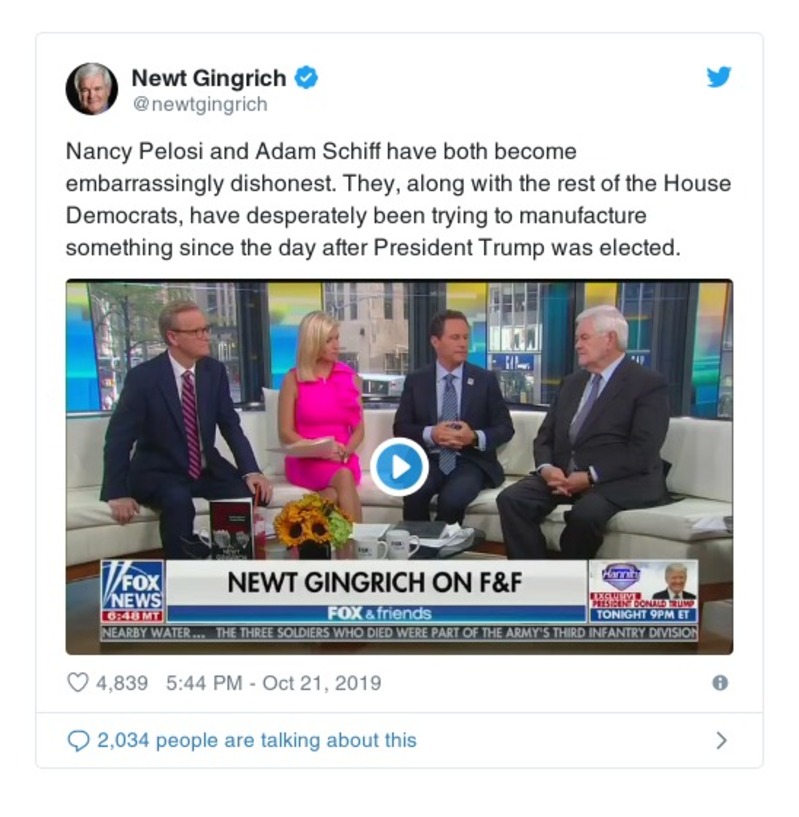 Newt Gingrich
@newtgingrich
Nancy Pelosi and Adam Schiff have both become
embarrassingly dishonest. They, along with the rest of the House
Democrats, have desperately been trying to manufacture
something since the day after President Trump was elected.
FOX
NEWS
6:48 MT
NEWT GINGRICH ON F&F
FOX & friends
Hannity
EXCLUSIVE
PRESIDENT DONALD TRUMP
TONIGHT 9PM ET
NEARBY WATER... THE THREE SOLDIERS WHO DIED WERE PART OF THE ARMY'S THIRD INFANTRY DIVISION
4,839 5:44 PM - Oct 21, 2019
2,034 people are talking about this